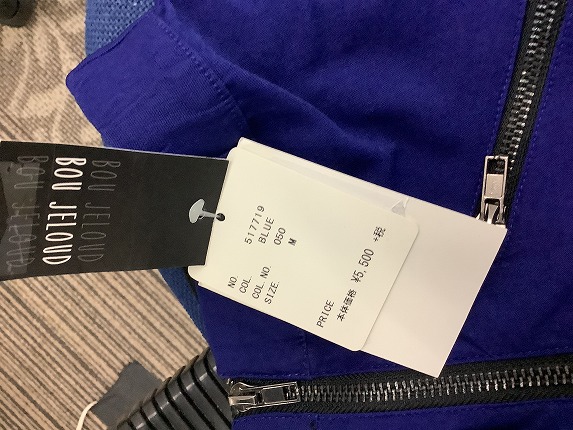 BOU JELOUD
BOU JELOUD
BOU JELOUD
NO. 517719
COL. BLUE
COL NO. 050
SIZE. M
PRICE
本体価格 ¥5,500 +税